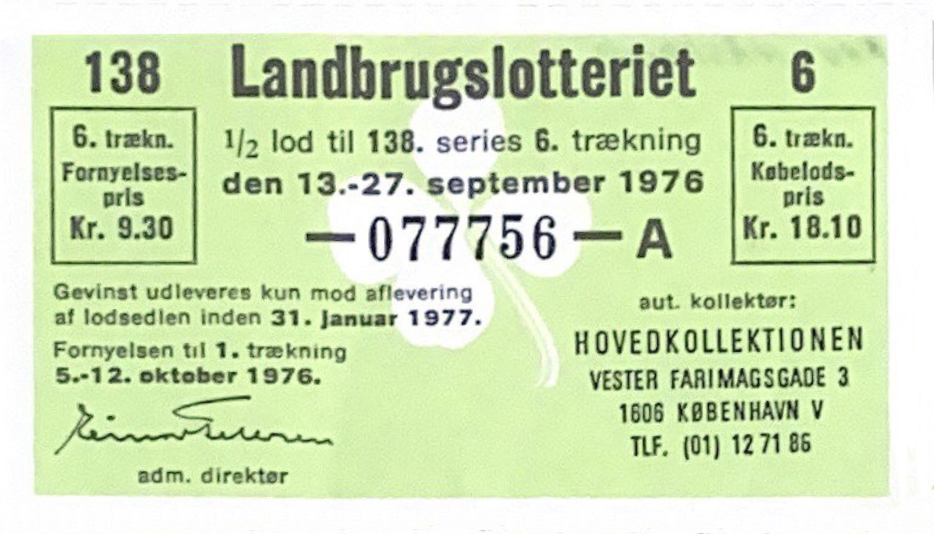 138 Landbrugslotteriet 6
6. trækn.
Fornyelses-
pris
Kr. 9.30
1/2 lod til 138. series 6. trækning
den 13.-27. september 1976
—077756—A
6. trækn.
Købelods-
pris
Kr. 18.10
Gevinst udleveres kun mod aflevering
af lodsedlen inden 31. januar 1977.
Fornyelsen til 1. trækning
5.-12. oktober 1976.
adm. direktør
aut. kollektør:
HOVEDKOLLEKTIONEN
VESTER FARIMAGSGADE 3
1606 KØBENHAVN V
TLF. (01) 12 71 86